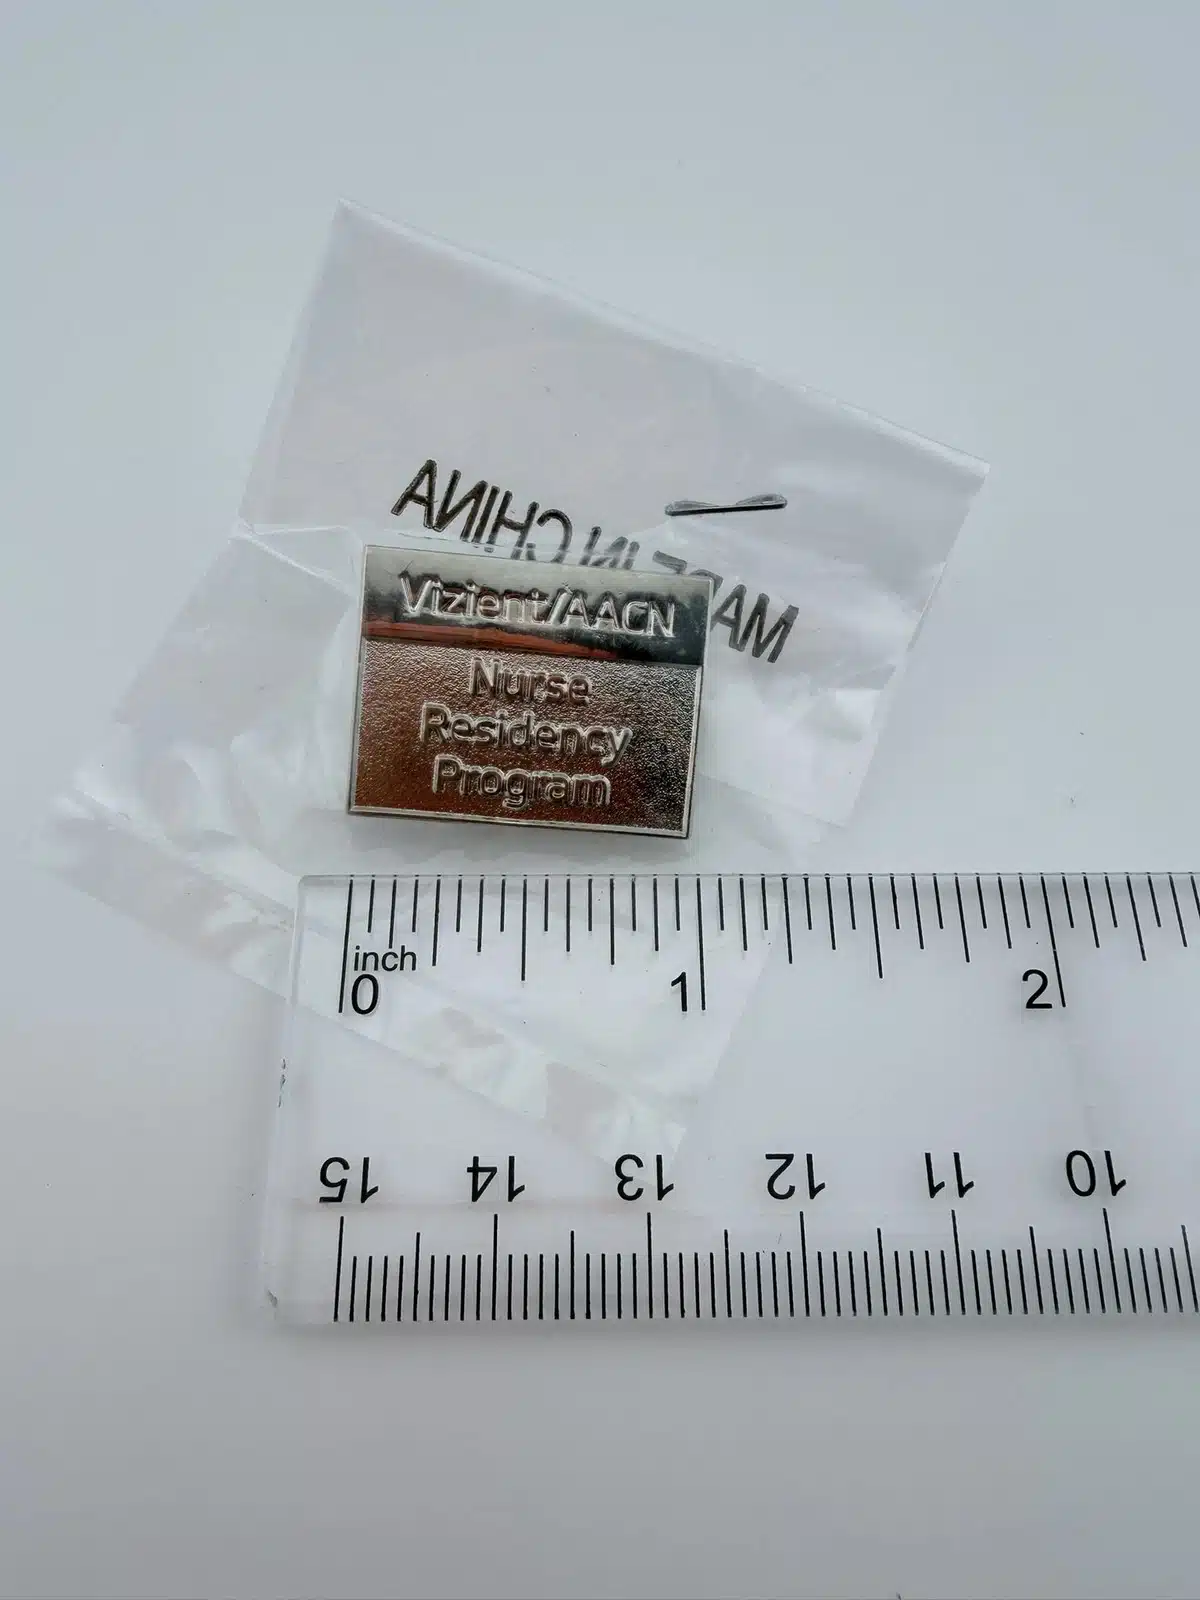 MADE IN CHINA
Vizient/AACN
Nurse
Residency
Program
inch
0 1 2
15 14 13 12 11 10